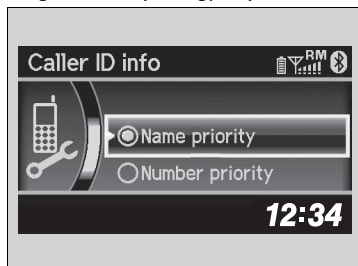 Caller ID info
RM
Name priority
Number priority
12:34